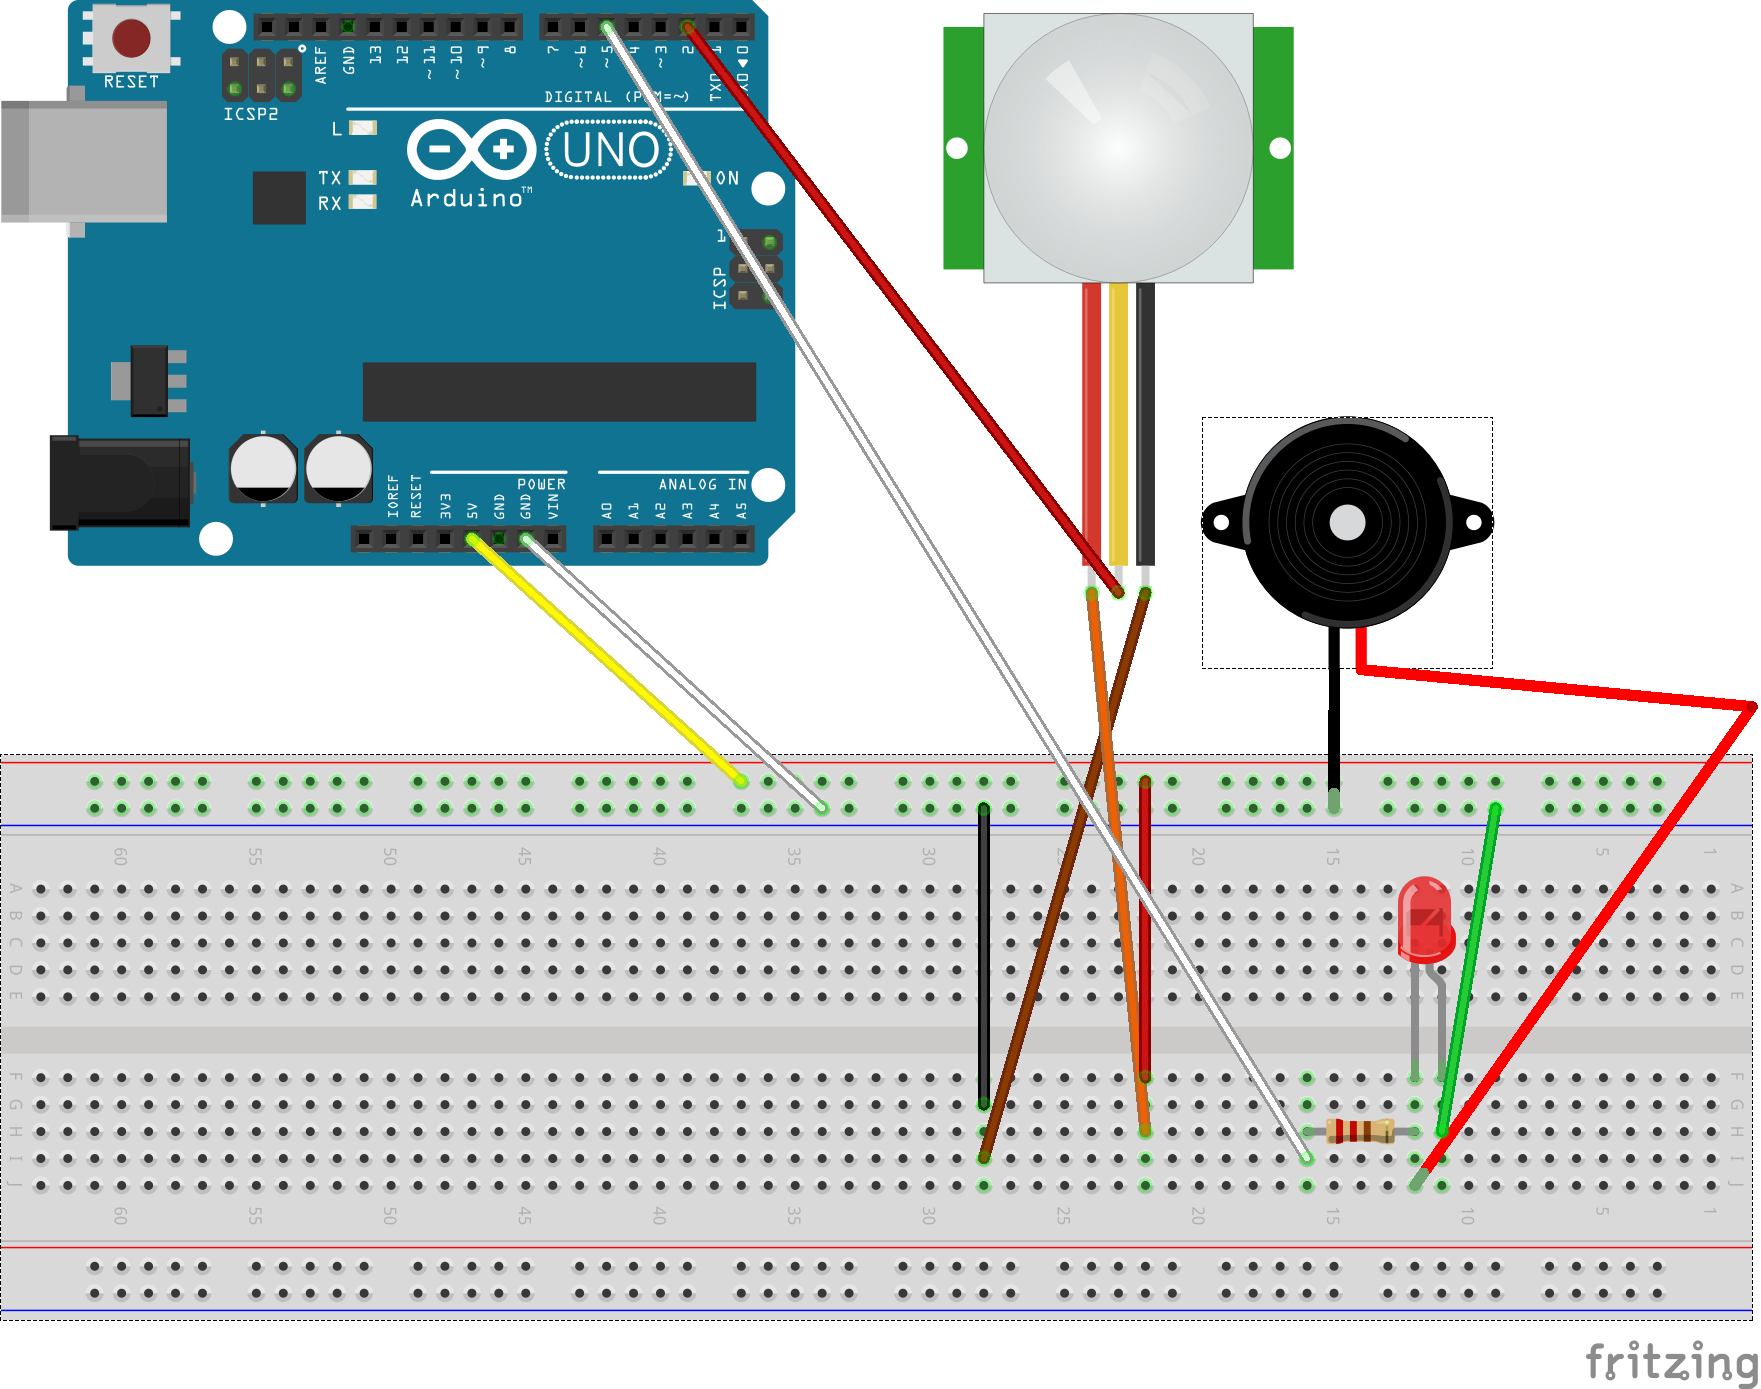 RESET
ICSP2
AREF
GND
13
12
~11
~10
~9
8
7
~6
~5
4
~3
2
1
0
DIGITAL (PWM=~)
L
TX
RX
Arduino™
UNO
ON
1
ICSP
IOREF
RESET
3V3
5V
GND
GND
VIN
POWER
ANALOG IN
A0
A1
A2
A3
A4
A5
60
55
50
45
40
35
30
20
15
10
5
1
A
B
C
D
E
A
B
C
D
E
F
G
H
I
J
F
G
H
I
J
60
55
50
45
40
35
30
25
20
15
10
5
1
fritzing